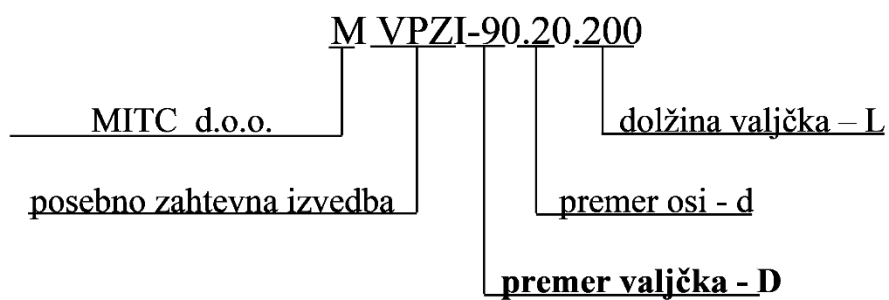 M VPZI-90.20.200
MITC d.o.o.
dolžina valjčka – L
posebno zahtevna izvedba
premer osi - d
premer valjčka - D